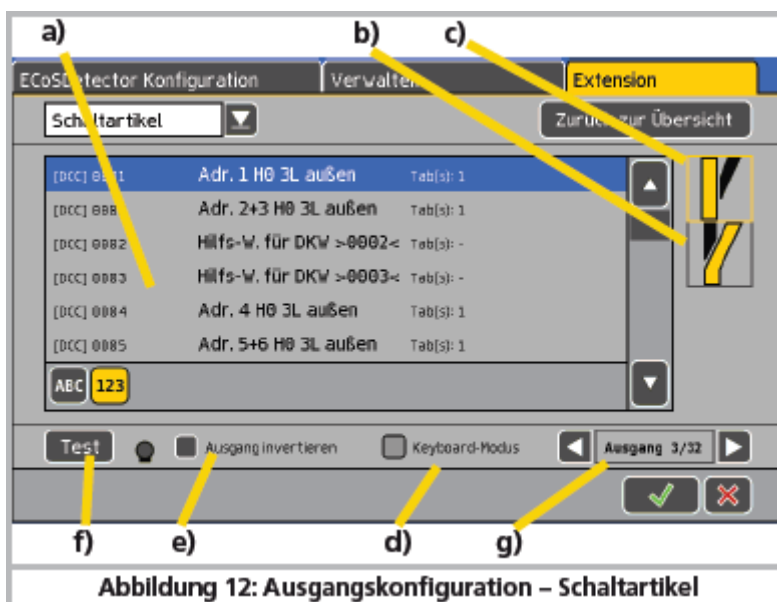 a)
b)
c)
ECoSDetector Konfiguration
Verwalten
Extension
Schaltartikel
Zurück zur Übersicht
[DCC] 0001 Adr. 1 H0 3L außen Tab(s): 1
Adr. 2+3 H0 3L außen Tab(s): 1
[DCC] 0082 Hilfs-W. für DKW >0002< Tab(s): -
[DCC] 0083 Hilfs-W. für DKW >0003< Tab(s): -
[DCC] 0084 Adr. 4 H0 3L außen Tab(s): 1
[DCC] 0085 Adr. 5+6 H0 3L außen Tab(s): 1
ABC 123
Test Ausgang invertieren Keyboard-Modus Ausgang 3/32
f)
e)
d)
g)
Abbildung 12: Ausgangskonfiguration – Schaltartikel